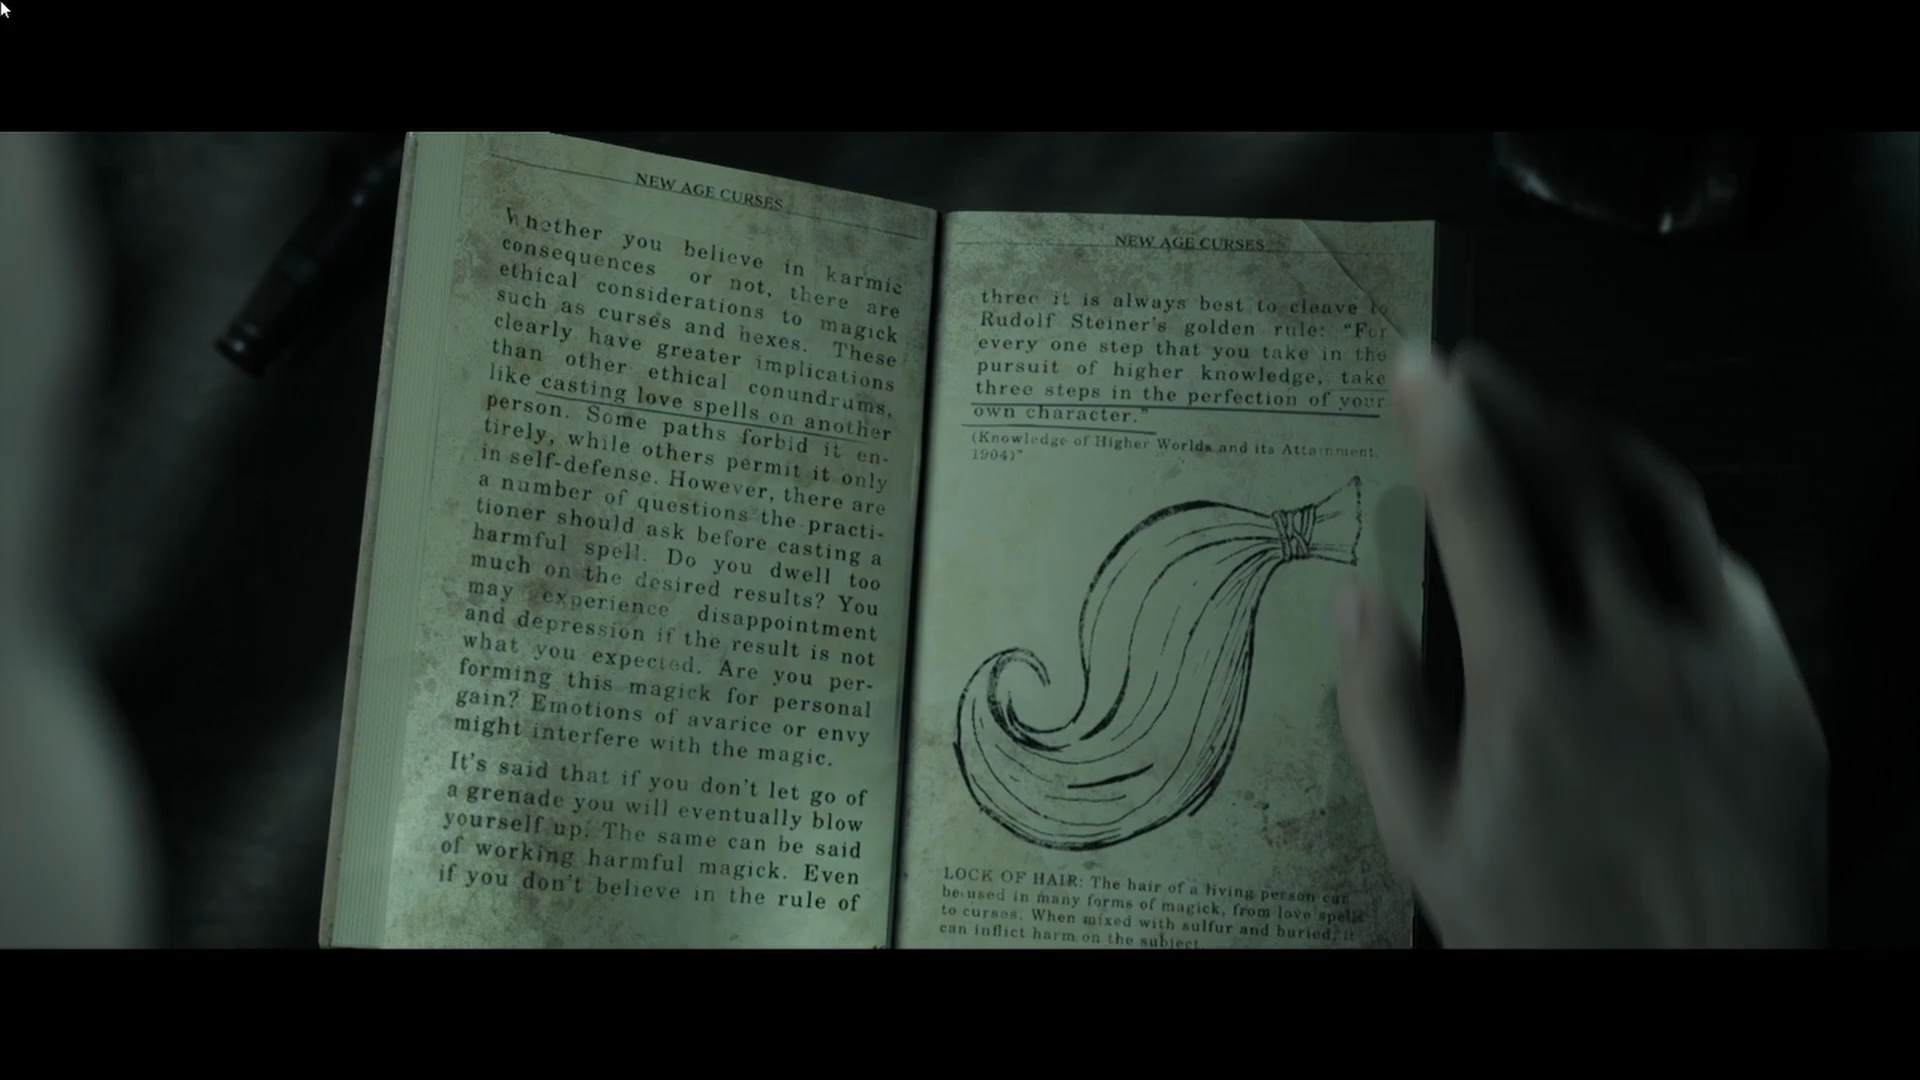 NEW AGE CURSES
Whether you believe in karmic
consequences or not, there are
ethical considerations to magick
such as curses and hexes. These
clearly have greater implications
than other ethical conundrums,
like casting love spells on another
person. Some paths forbid it en-
tirely, while others permit it only
in self-defense. However, there are
a number of questions the practi-
tioner should ask before casting a
harmful spell. Do you dwell too
much on the desired results? You
may experience disappointment
and depression if the result is not
what you expected. Are you per-
forming this magick for personal
gain? Emotions of avarice or envy
might interfere with the magic.
It's said that if you don't let go of
a grenade you will eventually blow
yourself up. The same can be said
of working harmful magick. Even
if you don't believe in the rule of
NEW AGE CURSES
three it is always best to cleave to
Rudolf Steiner's golden rule: "For
every one step that you take in the
pursuit of higher knowledge, take
three steps in the perfection of your
own character."
(Knowledge of Higher Worlds and its Attainment,
1904)"
LOCK OF HAIR: The hair of a living person can
be used in many forms of magick, from love spells
to curses. When mixed with sulfur and buried, it
can inflict harm on the subject.